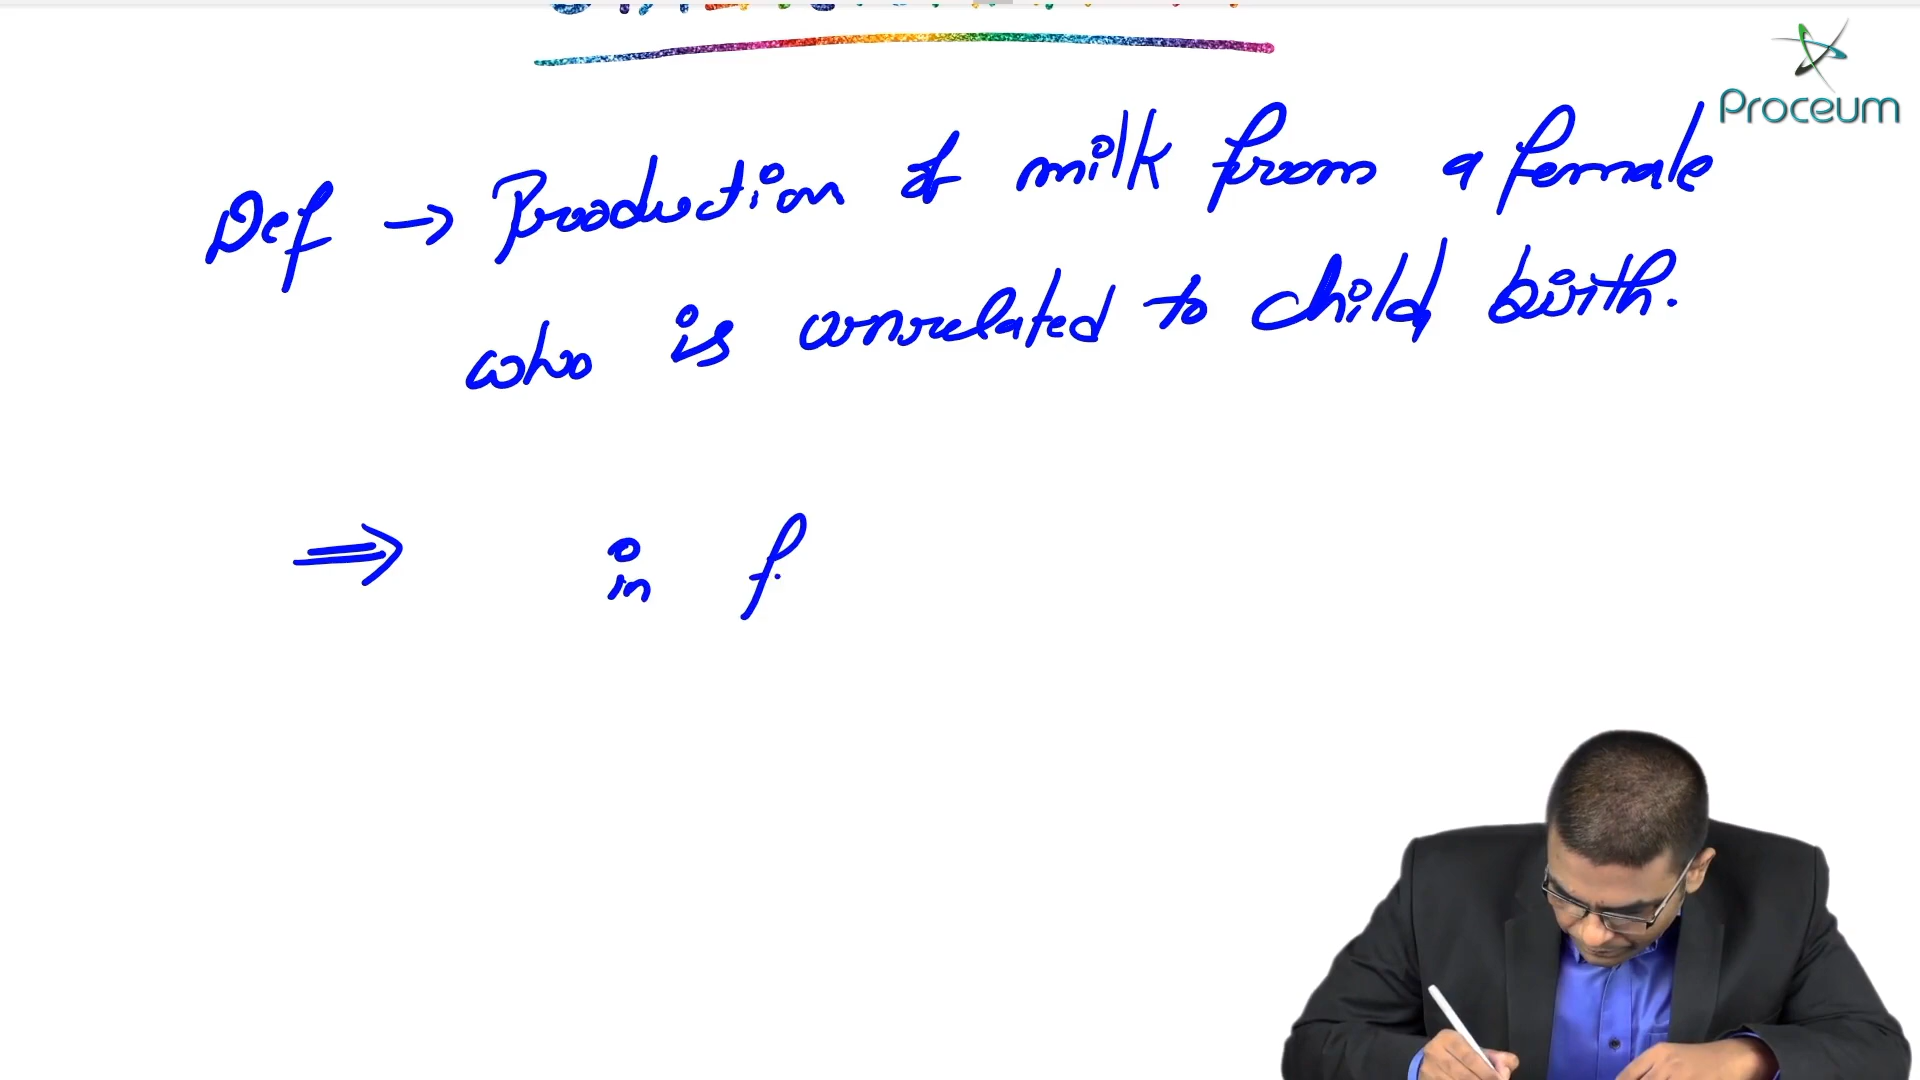 Proceum
Def → Production of milk from a female
who is unrelated to child birth.
⇒ in f